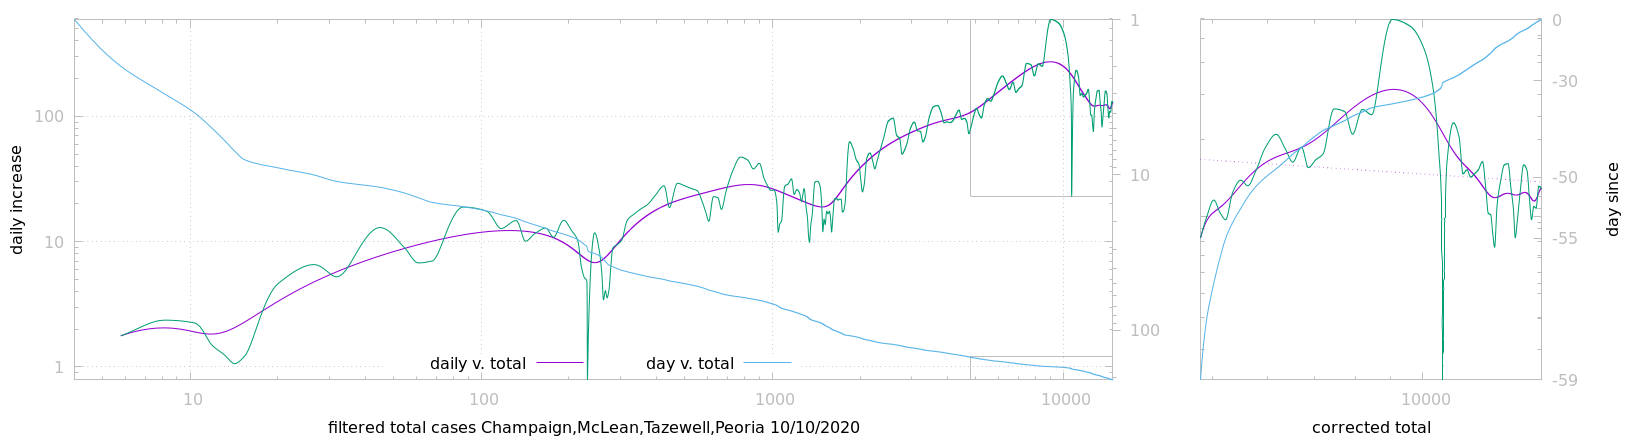 1
0
100
10
1
daily increase
1
10
100
daily v. total
day v. total
10
100
1000
10000
filtered total cases Champaign,McLean,Tazewell,Peoria 10/10/2020
-30
-50
-55
-59
day since
10000
corrected total